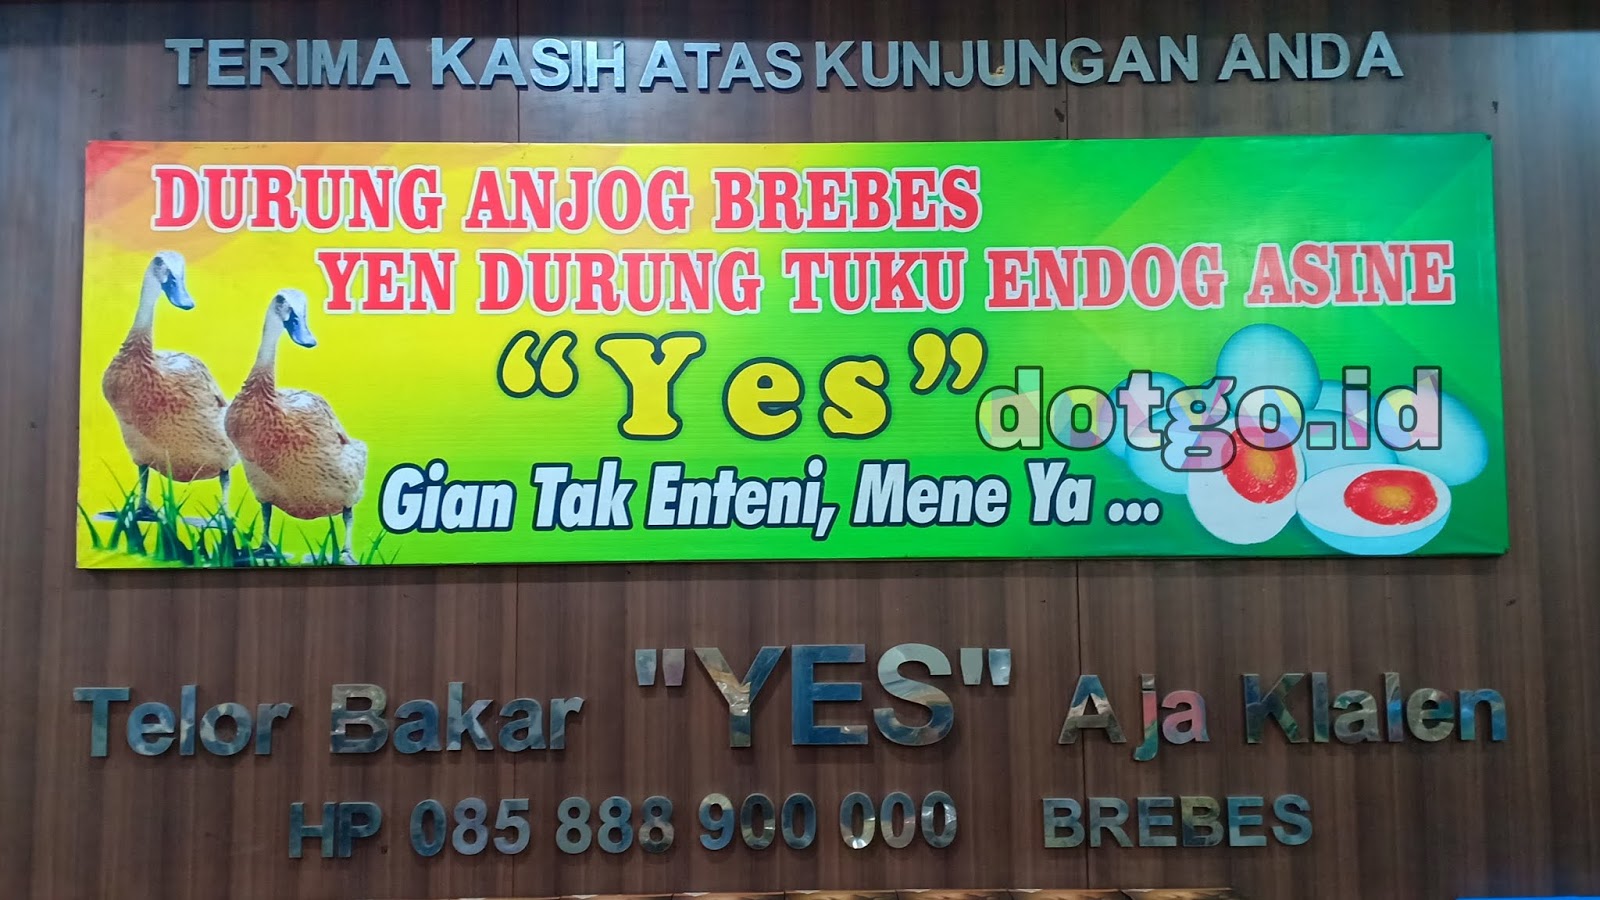 TERIMA KASIH ATAS KUNJUNGAN ANDA
DURUNG ANJOG BREBES
YEN DURUNG TUKU ENDOG ASINE
“Yes”
dotgo.id
Gian Tak Enteni, Mene Ya ...
Telor Bakar "YES" Aja Klalen
HP 085 888 900 000 BREBES